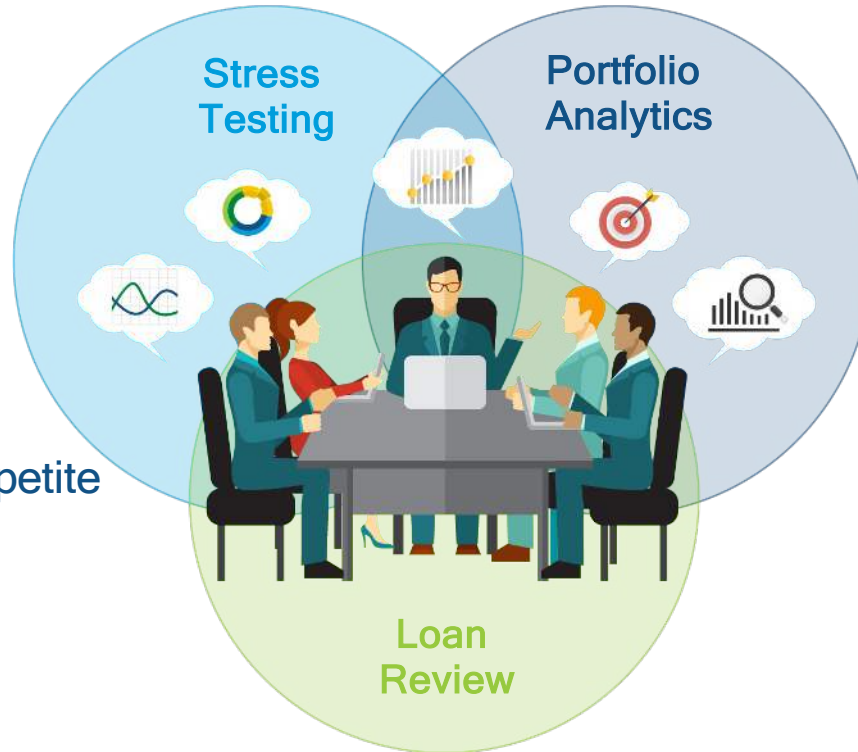 Stress
Testing
Portfolio
Analytics
petite
Loan
Review